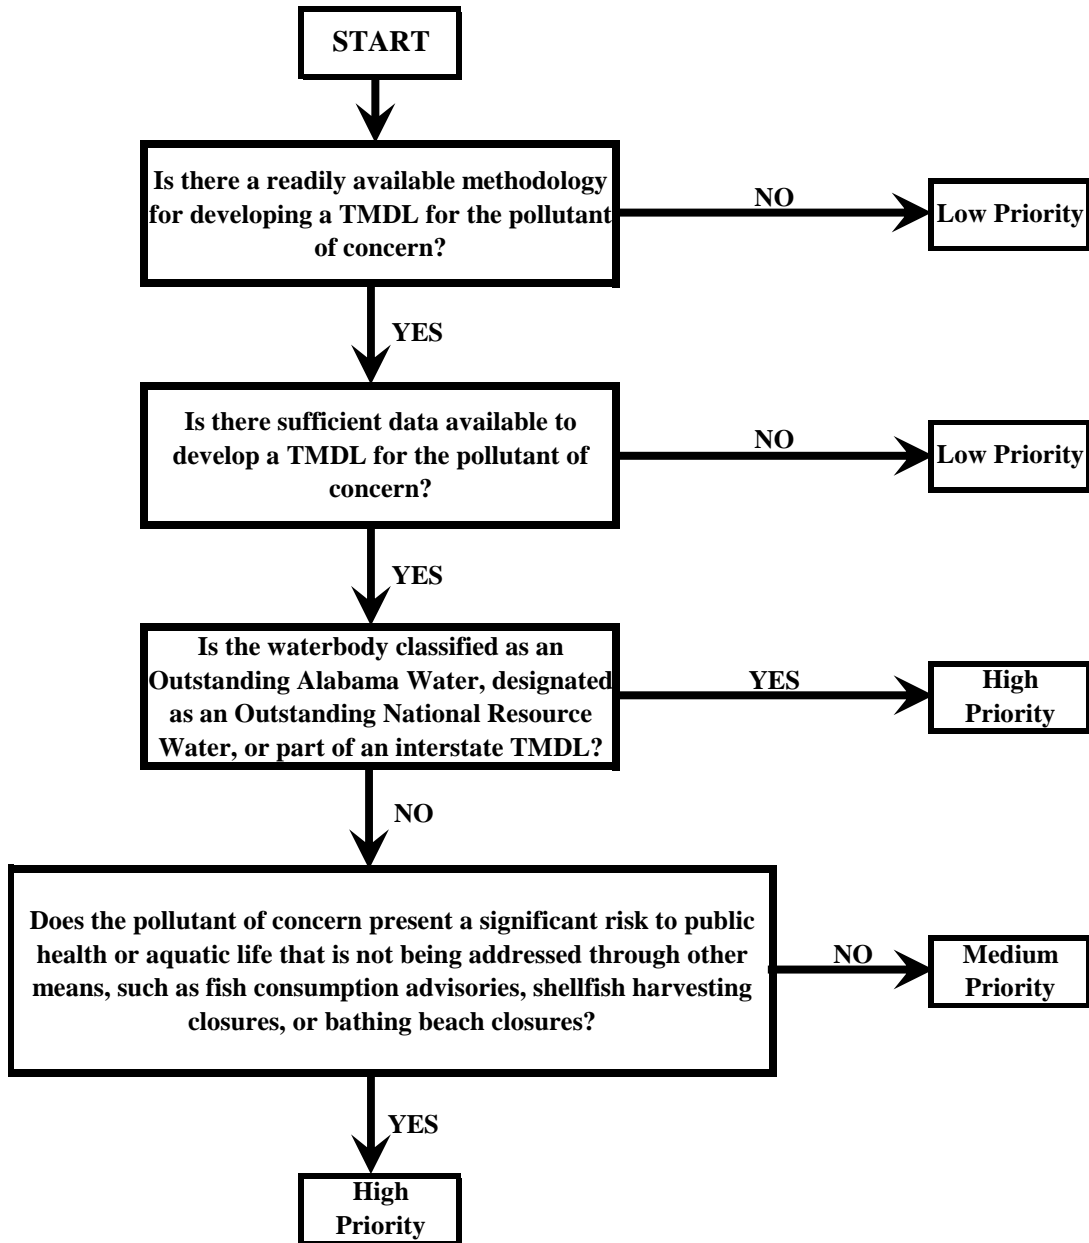 START
Is there a readily available methodology
for developing a TMDL for the pollutant
of concern?
NO
Low Priority
YES
Is there sufficient data available to
develop a TMDL for the pollutant of
concern?
NO
Low Priority
YES
Is the waterbody classified as an
Outstanding Alabama Water, designated
as an Outstanding National Resource
Water, or part of an interstate TMDL?
YES
High
Priority
NO
Does the pollutant of concern present a significant risk to public
health or aquatic life that is not being addressed through other
means, such as fish consumption advisories, shellfish harvesting
closures, or bathing beach closures?
NO
Medium
Priority
YES
High
Priority